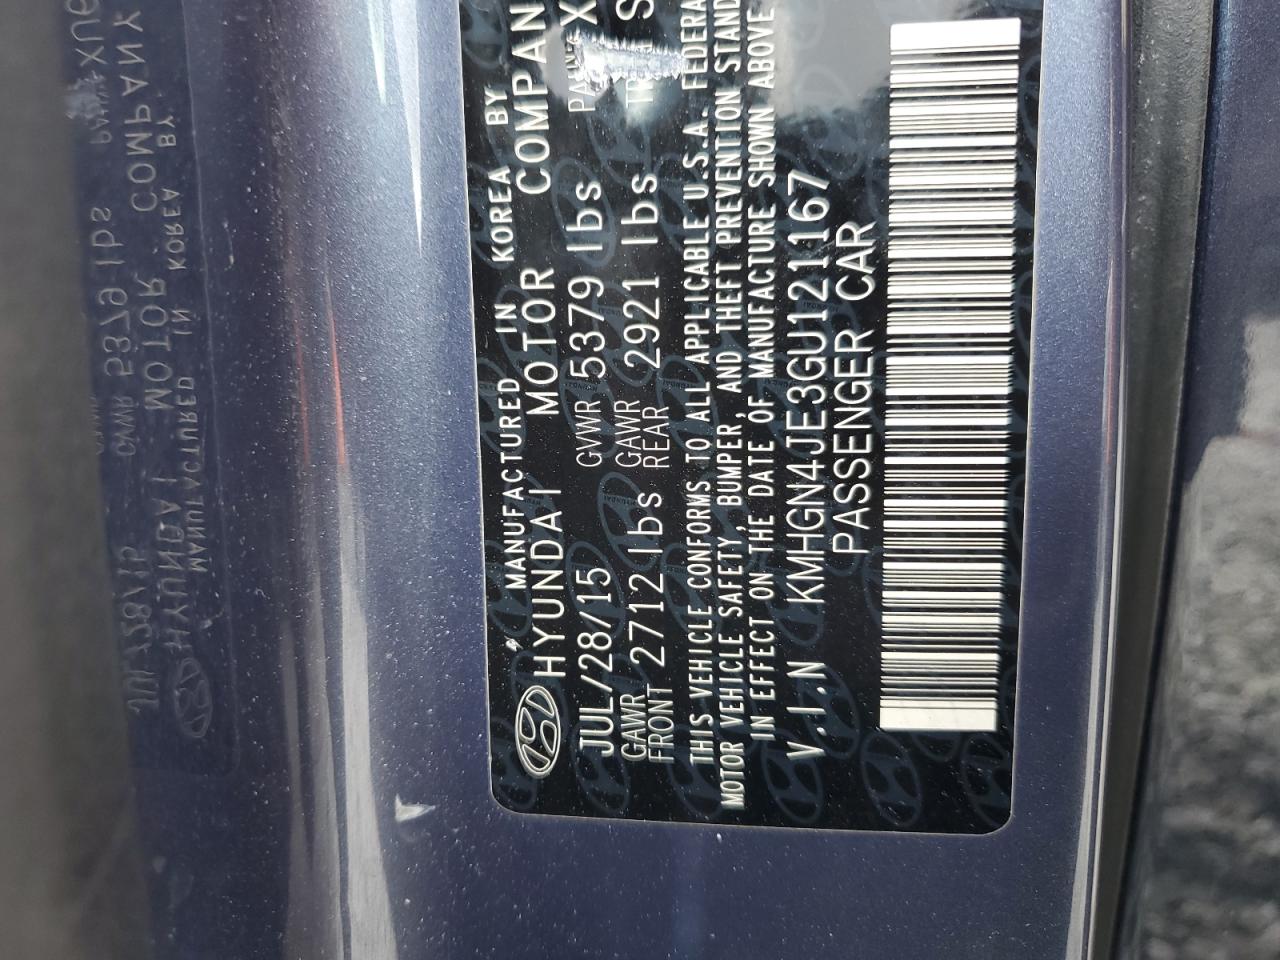 MANUFACTURED IN KOREA BY
HYUNDAI MOTOR COMPAN
JUL/28/15 GVWR 5379 lbs
GAWR FRONT 2712 lbs GAWR REAR 2921 lbs
THIS VEHICLE CONFORMS TO ALL APPLICABLE U.S.A. FEDERA
MOTOR VEHICLE SAFETY, BUMPER, AND THEFT PREVENTION STAND
IN EFFECT ON THE DATE OF MANUFACTURE SHOWN ABOVE
V.I.N KMHGN4JE3GU121167
PASSENGER CAR